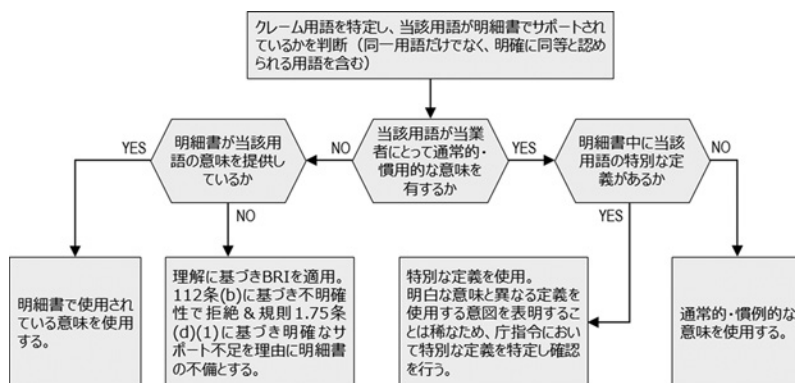 クレーム用語を特定し、当該用語が明細書でサポートされ
ているかを判断（同一用語だけでなく、明確に同等と認め
られる用語を含む）
YES
明細書が当該用
語の意味を提供し
ているか
NO
当該用語が当業
者にとって通常的・
慣用的な意味を
有するか
YES
明細書中に当該
用語の特別な定
義があるか
NO
NO
YES
明細書で使用され
ている意味を使用
する。
理解に基づきBRIを適用。
112条(b)に基づき不明確
性で拒絶＆規則1.75条
(d)(1)に基づき明確なサ
ポート不足を理由に明細書
の不備とする。
特別な定義を使用。
明白な意味と異なる定義を
使用する意図を表明するこ
とは稀なため、庁指令におい
て特別な定義を特定し確認
を行う。
通常的・慣例的な
意味を使用する。